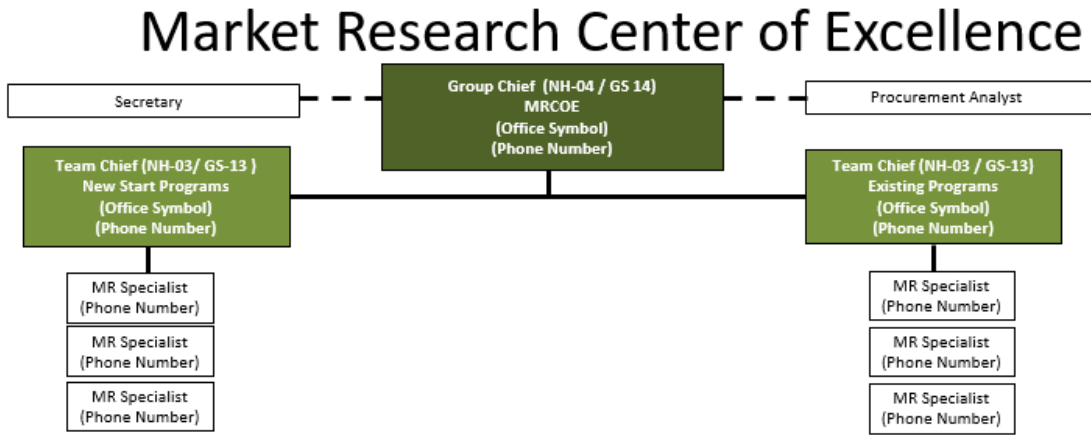 Market Research Center of Excellence
Secretary
Group Chief (NH-04 / GS 14)
MRCOE
(Office Symbol)
(Phone Number)
Procurement Analyst
Team Chief (NH-03/ GS-13 )
New Start Programs
(Office Symbol)
(Phone Number)
Team Chief (NH-03 / GS-13)
Existing Programs
(Office Symbol)
(Phone Number)
MR Specialist
(Phone Number)
MR Specialist
(Phone Number)
MR Specialist
(Phone Number)
MR Specialist
(Phone Number)
MR Specialist
(Phone Number)
MR Specialist
(Phone Number)